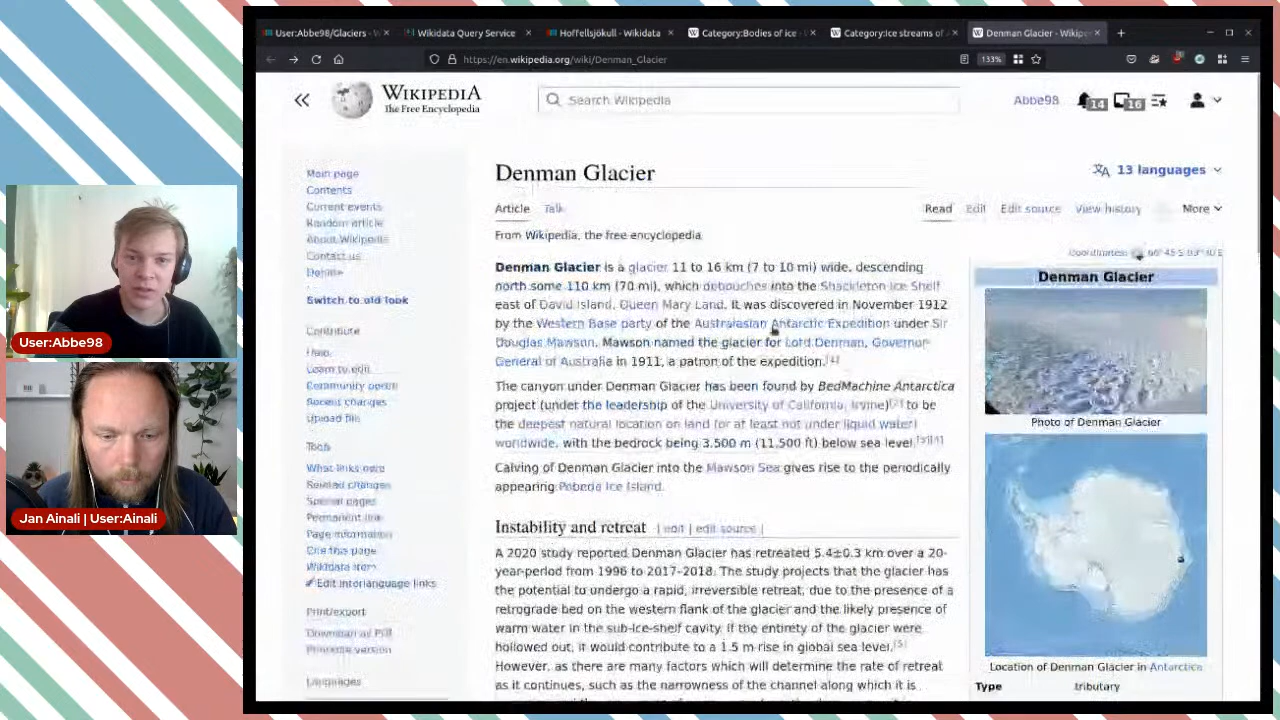 User:Abbe98
Jan Ainali | User:Ainali
User:Abbe98/Glaciers - W
Wikidata Query Service
Hoffellsjökull - Wikidata
Category:Bodies of ice -
Category:Ice streams of
Denman Glacier - Wikipe
https://en.wikipedia.org/wiki/Denman_Glacier
133%
WIKIPEDIA
The Free Encyclopedia
Search Wikipedia
Abbe98
14
16
Main page
Contents
Current events
Random article
About Wikipedia
Contact us
Donate
Switch to old look
Contribute
Help
Learn to edit
Community portal
Recent changes
Upload file
Tools
What links here
Related changes
Special pages
Permanent link
Page information
Cite this page
Wikidata item
Edit interlanguage links
Print/export
Download as PDF
Printable version
Languages
Denman Glacier
13 languages
Article Talk
Read Edit Edit source View history More
From Wikipedia, the free encyclopedia
Coordinates:
Denman Glacier is a glacier 11 to 16 km (7 to 10 mi) wide, descending
north some 110 km (70 mi), which debouches into the Shackleton Ice Shelf
east of David Island, Queen Mary Land. It was discovered in November 1912
by the Western Base party of the Australasian Antarctic Expedition under Sir
Douglas Mawson. Mawson named the glacier for Lord Denman, Governor-
General of Australia in 1911, a patron of the expedition.[1]
The canyon under Denman Glacier has been found by BedMachine Antarctica
project (under the leadership of the University of California, Irvine)[2] to be
the deepest natural location on land (or at least not under liquid water)
worldwide, with the bedrock being 3,500 m (11,500 ft) below sea level.[3][4]
Calving of Denman Glacier into the Mawson Sea gives rise to the periodically
appearing Pobeda Ice Island.
Instability and retreat [ edit | edit source ]
A 2020 study reported Denman Glacier has retreated 5.4±0.3 km over a 20-
year-period from 1996 to 2017-2018. The study projects that the glacier has
the potential to undergo a rapid, irreversible retreat, due to the presence of a
retrograde bed on the western flank of the glacier and the likely presence of
warm water in the sub-ice-shelf cavity. If the entirety of the glacier were
hollowed out, it would contribute to a 1.5 m rise in global sea level.[5]
However, as there are many factors which will determine the rate of retreat
as it continues, such as the narrowness of the channel along which it is
Denman Glacier
Photo of Denman Glacier
Location of Denman Glacier in Antarctica
Type tributary